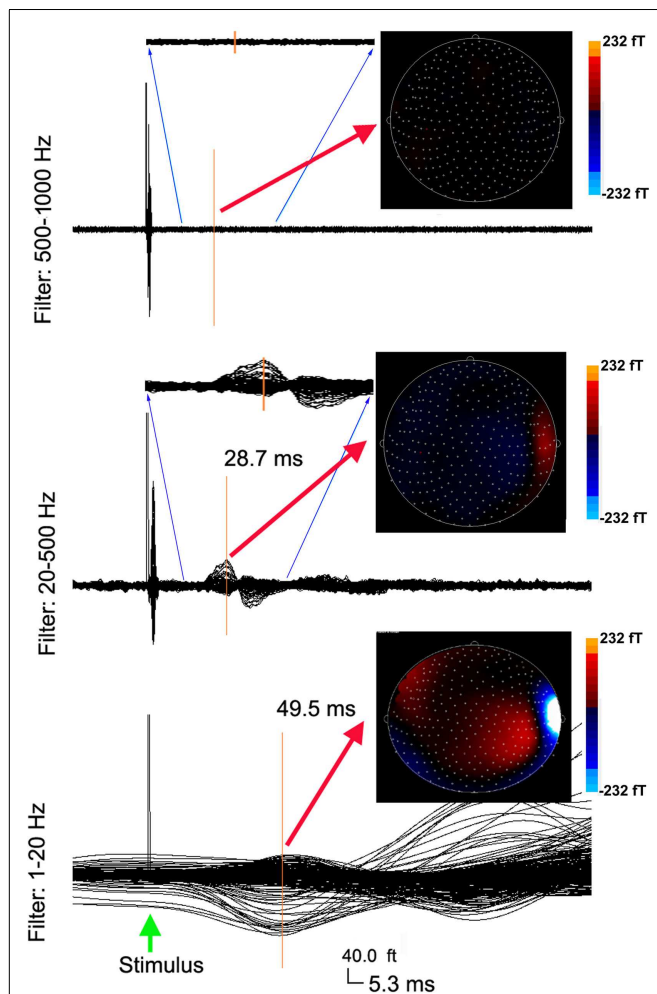 232 fT
-232 fT
Filter: 500-1000 Hz
232 fT
28.7 ms
-232 fT
Filter: 20-500 Hz
232 fT
49.5 ms
-232 fT
Filter: 1-20 Hz
Stimulus
40.0 ft
5.3 ms